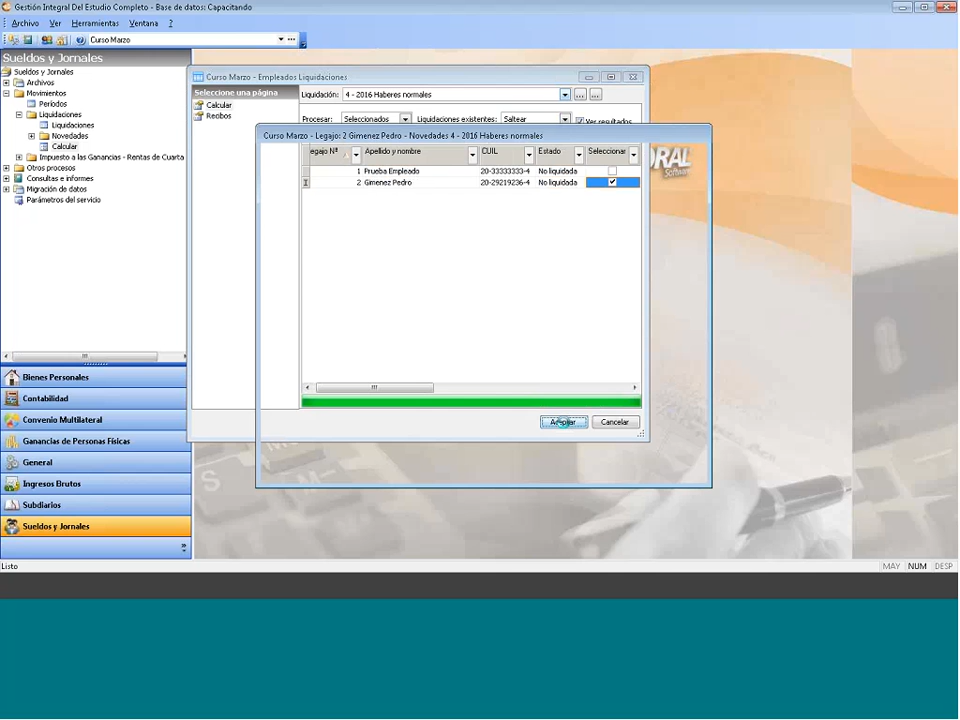 Gestión Integral Del Estudio Completo - Base de datos: Capacitando
Archivo Ver Herramientas Ventana ?
Curso Marzo
Sueldos y Jornales
Sueldos y Jornales
Archivos
Movimientos
Períodos
Liquidaciones
Liquidaciones
Novedades
Calcular
Impuesto a las Ganancias - Rentas de Cuarta
Otros procesos
Consultas e informes
Migración de datos
Parámetros del servicio
Bienes Personales
Contabilidad
Convenio Multilateral
Ganancias de Personas Físicas
General
Ingresos Brutos
Subdiarios
Sueldos y Jornales
Curso Marzo - Empleados Liquidaciones
Seleccione una página
Calcular
Recibos
Liquidación: 4 - 2016 Haberes normales
Procesar: Seleccionados Liquidaciones existentes: Saltear Ver resultados
Curso Marzo - Legajo: 2 Gimenez Pedro - Novedades 4 - 2016 Haberes normales
egajo Nº Apellido y nombre CUIL Estado Seleccionar
1 Prueba Empleado 20-33333333-4 No liquidada
2 Gimenez Pedro 20-29219236-4 No liquidada
Aceptar Cancelar
RAL
Software
Listo MAY NUM DESP